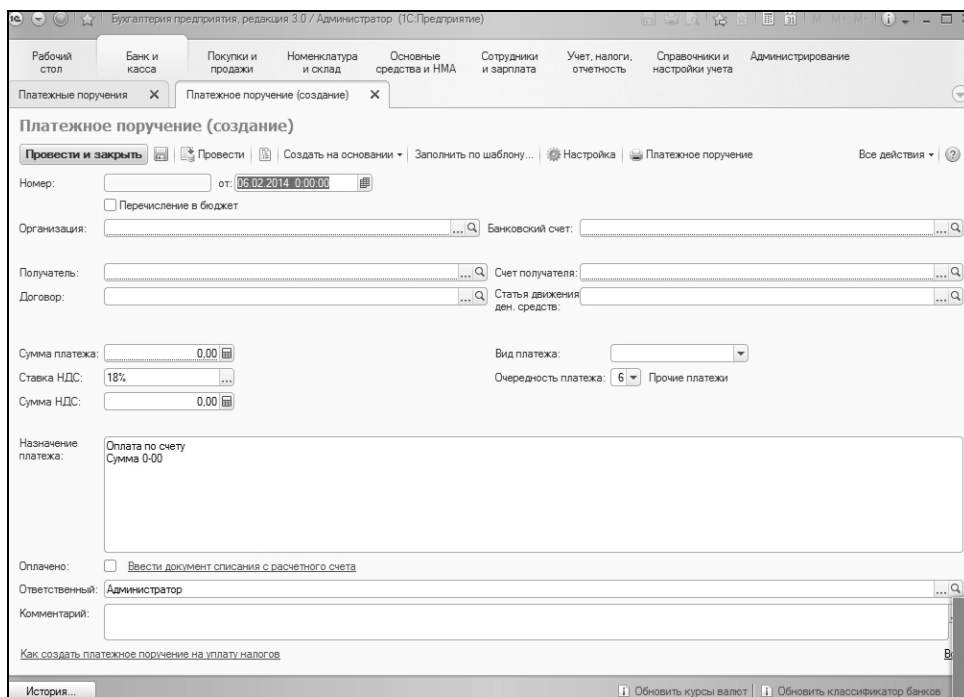 Бухгалтерия предприятия, редакция 3.0 / Администратор (1С:Предприятие) 31 M M+ M-
Рабочий стол Банк и касса Покупки и продажи Номенклатура и склад Основные средства и НМА Сотрудники и зарплата Учет, налоги, отчетность Справочники и настройки учета Администрирование
Платежные поручения Платежное поручение (создание)
Платежное поручение (создание)
Провести и закрыть Провести Создать на основании Заполнить по шаблону... Настройка Платежное поручение Все действия
Номер: от: 06.02.2014 0:00:00
Перечисление в бюджет
Организация: ... Банковский счет: ...
Получатель: ... Счет получателя: ...
Договор: ... Статья движения ден. средств: ...
Сумма платежа: 0,00 Вид платежа:
Ставка НДС: 18% ... Очередность платежа: 6 Прочие платежи
Сумма НДС: 0,00
Назначение платежа: Оплата по счету
Сумма 0-00
Оплачено: Ввести документ списания с расчетного счета
Ответственный: Администратор ...
Комментарий:
Как создать платежное поручение на уплату налогов
История... Обновить курсы валют Обновить классификатор банков